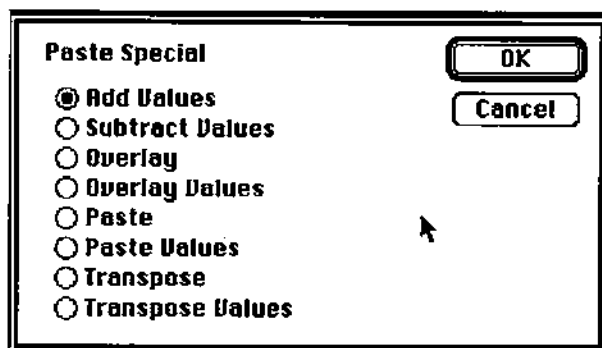 Paste Special
OK
Add Values
Cancel
Subtract Values
Overlay
Overlay Values
Paste
Paste Values
Transpose
Transpose Values